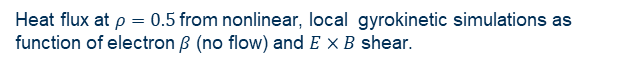 Heat flux at ρ = 0.5 from nonlinear, local gyrokinetic simulations as
function of electron β (no flow) and E × B shear.